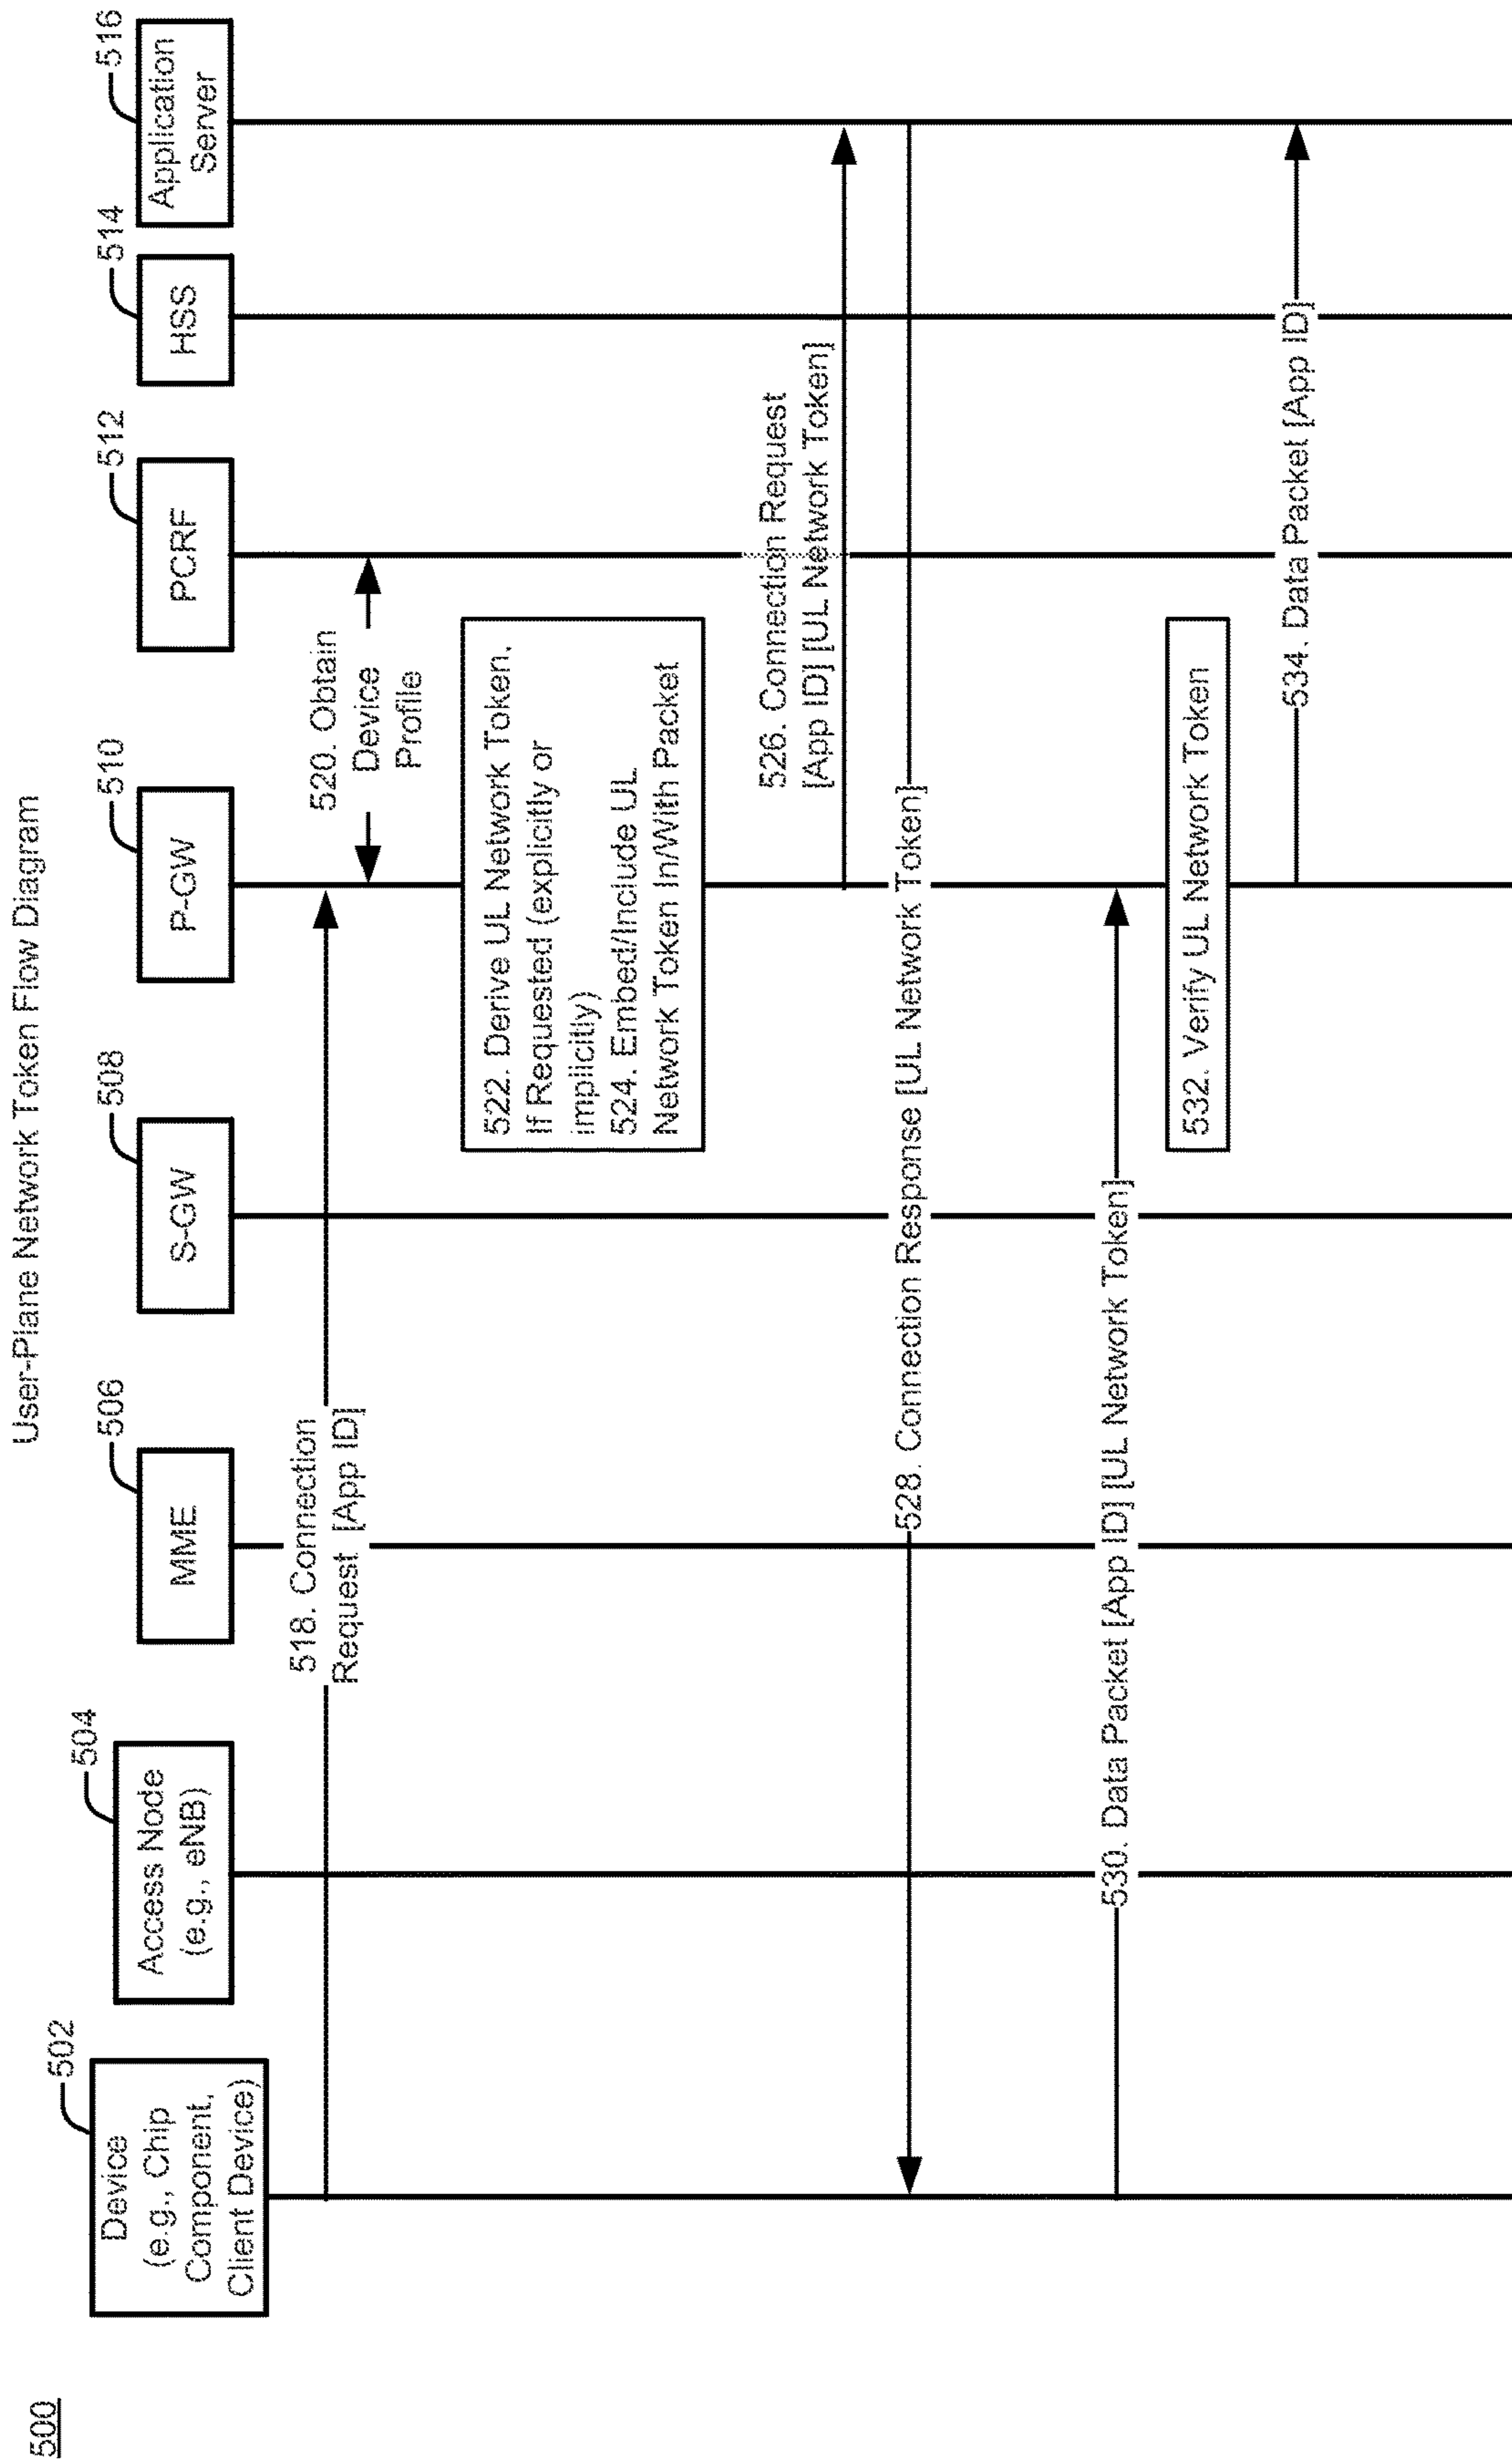 500
User-Plane Network Token Flow Diagram
502
Device
(e.g., Chip
Component,
Client Device)
504
Access Node
(e.g., eNB)
506
MME
508
S-GW
510
P-GW
512
PCRF
514
HSS
516
Application
Server
518. Connection
Request [App ID]
520. Obtain
Device
Profile
522. Derive UL Network Token,
If Requested (explicitly or
implicitly)
524. Embed/Include UL
Network Token In/With Packet
526. Connection Request
[App ID] [UL Network Token]
528. Connection Response [UL Network Token]
530. Data Packet [App ID] [UL Network Token]
532. Verify UL Network Token
534. Data Packet [App ID]